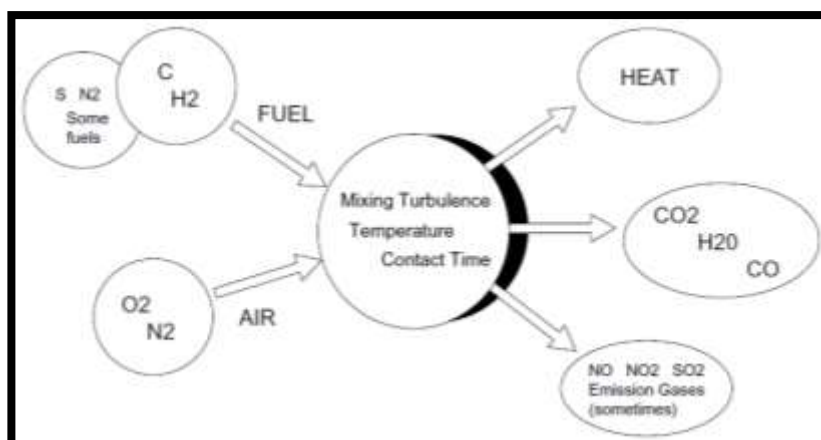 C
H2
S N2
Some
fuels
FUEL
HEAT
Mixing Turbulence
Temperature
Contact Time
CO2
H20
CO
O2
N2
AIR
NO NO2 SO2
Emission Gases
(sometimes)